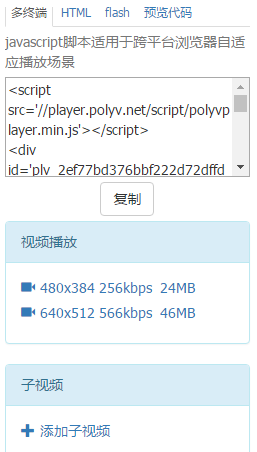 多终端 HTML flash 预览代码
javascript脚本适用于跨平台浏览器自适
应播放场景
<script
src='//player.polyv.net/script/polyvp
layer.min.js'></script>
<div
id='plv_2ef77bd376bbf222d72dffd
复制
视频播放
480x384 256kbps 24MB
640x512 566kbps 46MB
子视频
添加子视频